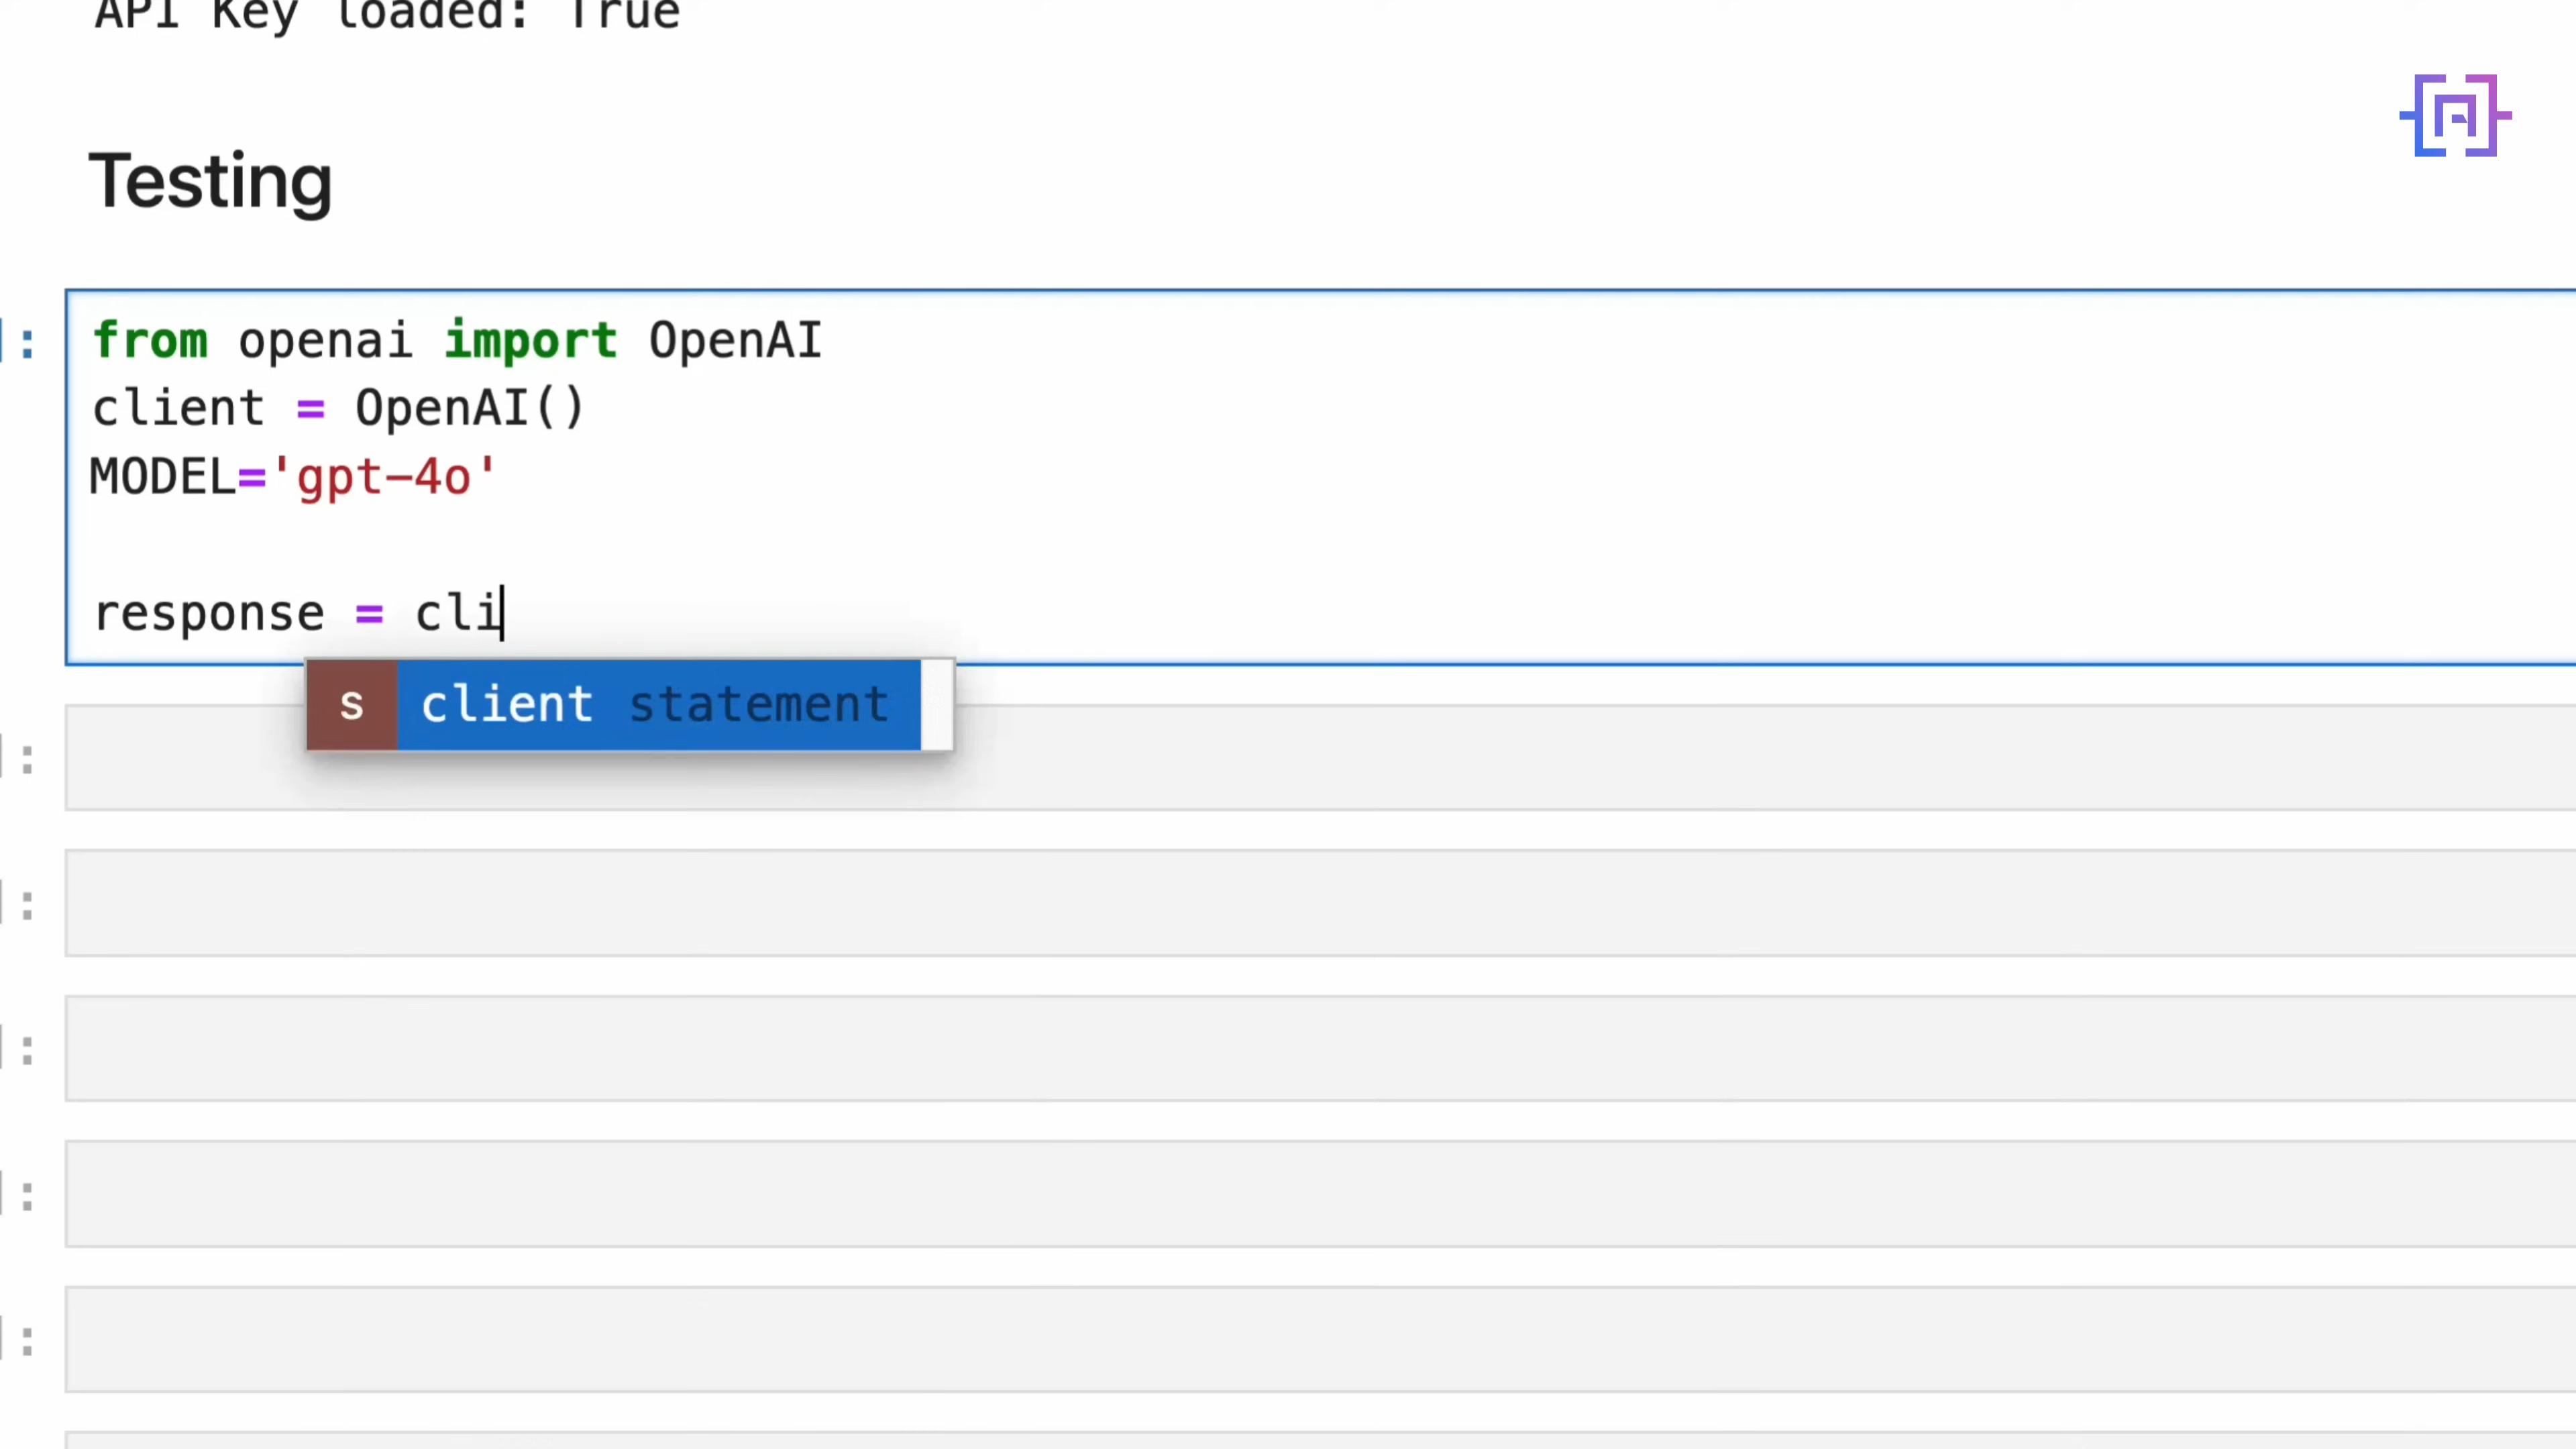 API Key loaded: True
Testing
]:
from openai import OpenAI
client = OpenAI()
MODEL='gpt-4o'
response = cli
s client statement
]:
]:
]:
]:
]: